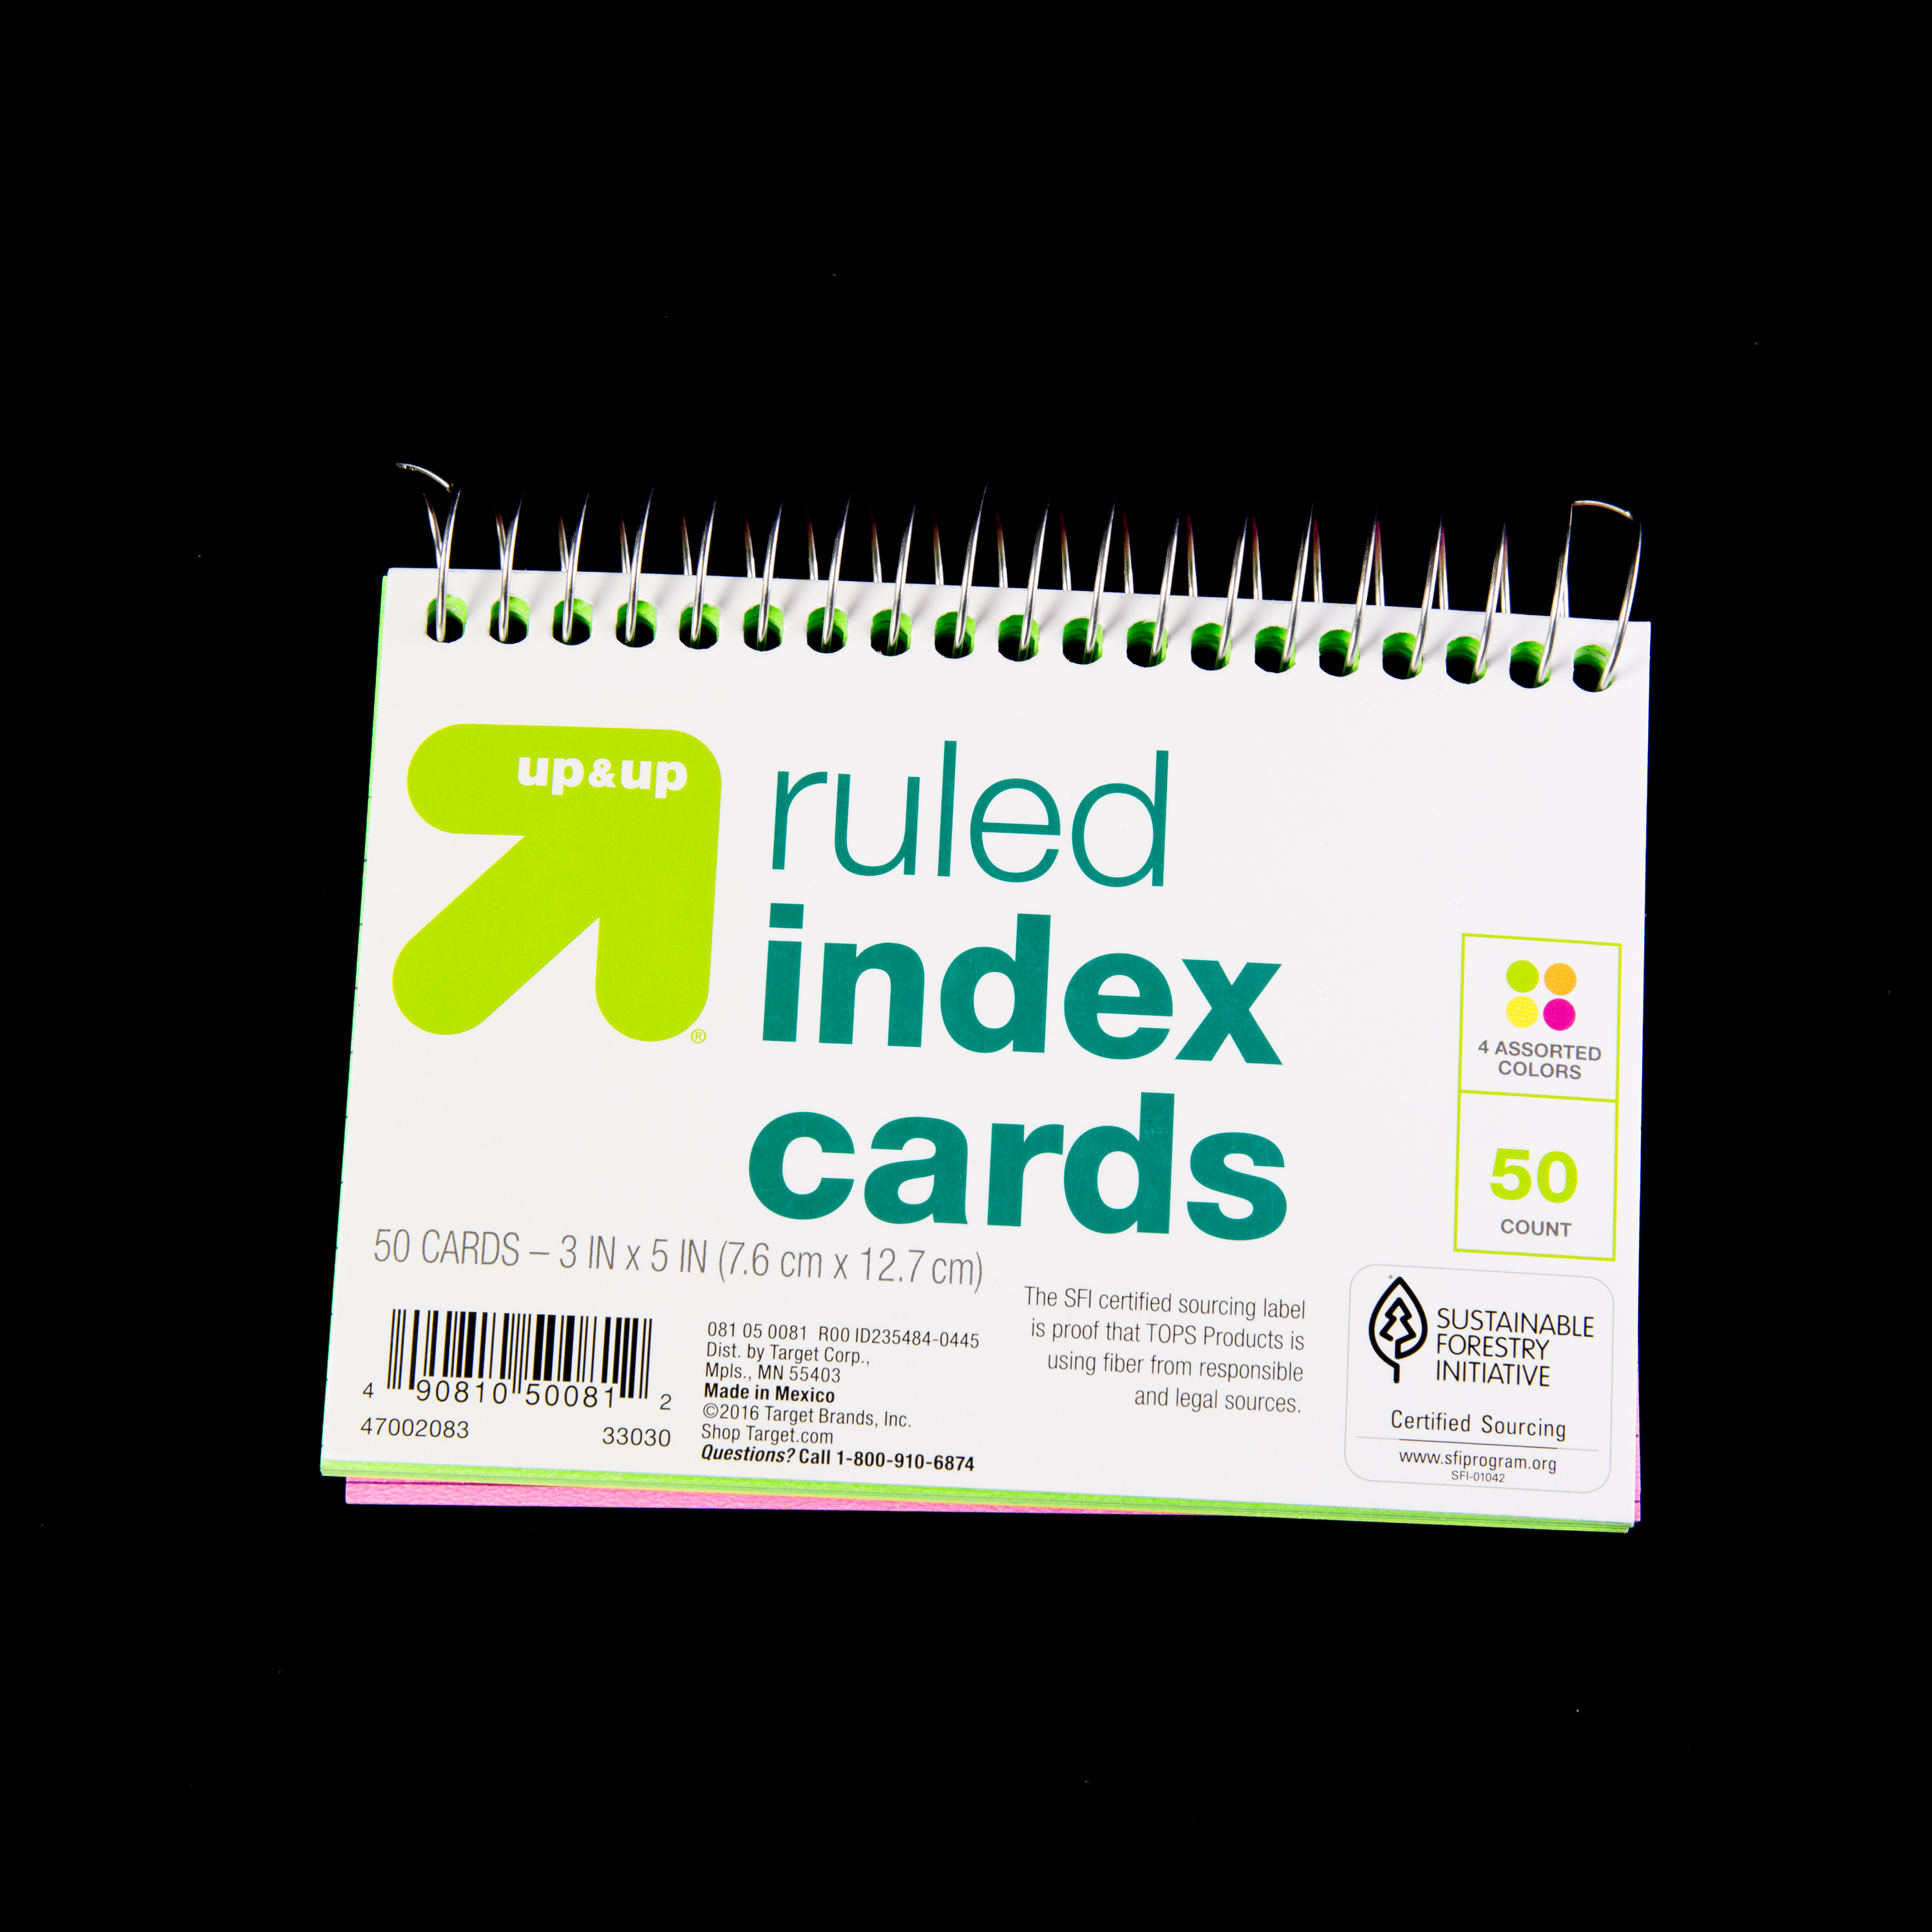 up&up
®
ruled
index
cards
4 ASSORTED
COLORS
50
COUNT
50 CARDS – 3 IN x 5 IN (7.6 cm x 12.7 cm)
4 90810 50081 2
47002083 33030
081 05 0081 R00 ID235484-0445
Dist. by Target Corp.,
Mpls., MN 55403
Made in Mexico
©2016 Target Brands, Inc.
Shop Target.com
Questions? Call 1-800-910-6874
The SFI certified sourcing label
is proof that TOPS Products is
using fiber from responsible
and legal sources.
SUSTAINABLE
FORESTRY
INITIATIVE
Certified Sourcing
www.sfiprogram.org
SFI-01042